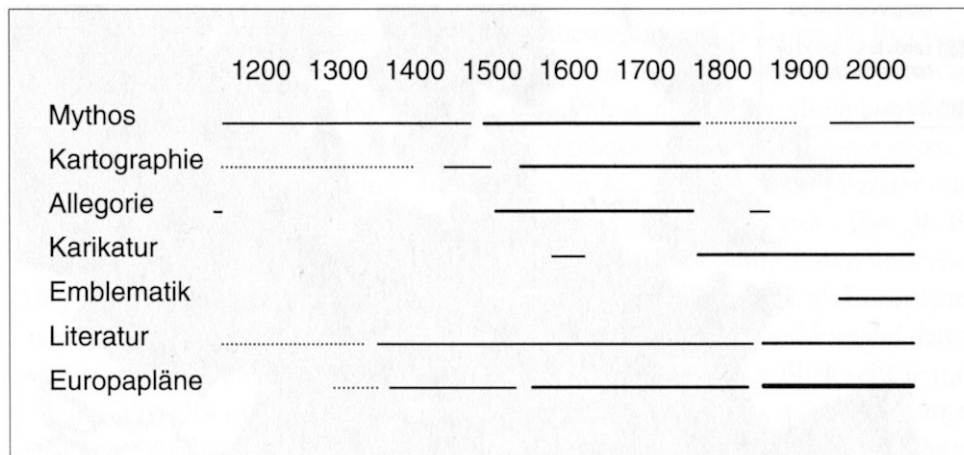 1200 1300 1400 1500 1600 1700 1800 1900 2000
Mythos
Kartographie
Allegorie
Karikatur
Emblematik
Literatur
Europapläne